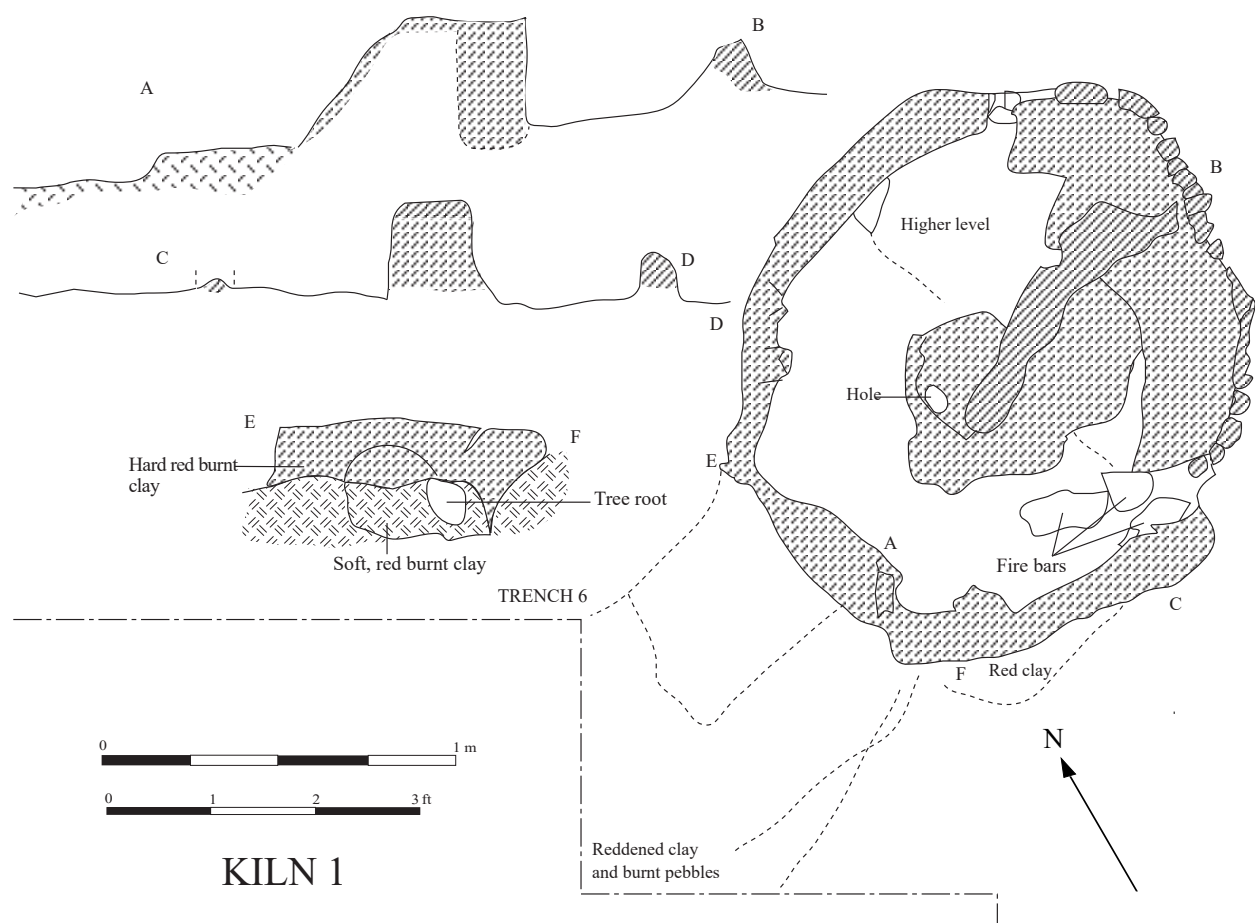 A
B
B
Higher level
C
D
D
Hole
E
F
Hard red burnt
clay
E
Tree root
A
Soft, red burnt clay
Fire bars
TRENCH 6
C
F
Red clay
0
1 m
N
0
1
2
3 ft
Reddened clay
and burnt pebbles
KILN 1